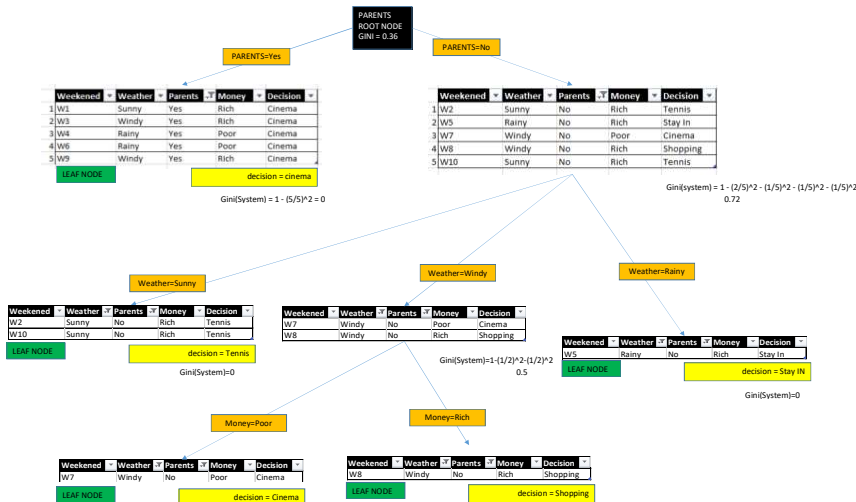 PARENTS
ROOT NODE
GINI = 0.36
PARENTS=Yes
PARENTS=No
Weekened Weather Parents Money Decision
1 W1 Sunny Yes Rich Cinema
2 W3 Windy Yes Rich Cinema
3 W4 Rainy Yes Poor Cinema
4 W6 Rainy Yes Poor Cinema
5 W9 Windy Yes Rich Cinema
LEAF NODE
decision = cinema
Gini(System) = 1 - (5/5)^2 = 0
Weekened Weather Parents Money Decision
1 W2 Sunny No Rich Tennis
2 W5 Rainy No Rich Stay In
3 W7 Windy No Poor Cinema
4 W8 Windy No Rich Shopping
5 W10 Sunny No Rich Tennis
Gini(system) = 1 - (2/5)^2 - (1/5)^2 - (1/5)^2 - (1/5)^2
0.72
Weather=Sunny
Weather=Windy
Weather=Rainy
Weekened Weather Parents Money Decision
W2 Sunny No Rich Tennis
W10 Sunny No Rich Tennis
LEAF NODE
decision = Tennis
Gini(System)=0
Weekened Weather Parents Money Decision
W7 Windy No Poor Cinema
W8 Windy No Rich Shopping
Gini(System)=1-(1/2)^2-(1/2)^2
0.5
Weekened Weather Parents Money Decision
W5 Rainy No Rich Stay In
LEAF NODE
decision = Stay IN
Gini(System)=0
Money=Poor
Money=Rich
Weekened Weather Parents Money Decision
W7 Windy No Poor Cinema
LEAF NODE
decision = Cinema
Weekened Weather Parents Money Decision
W8 Windy No Rich Shopping
LEAF NODE
decision = Shopping